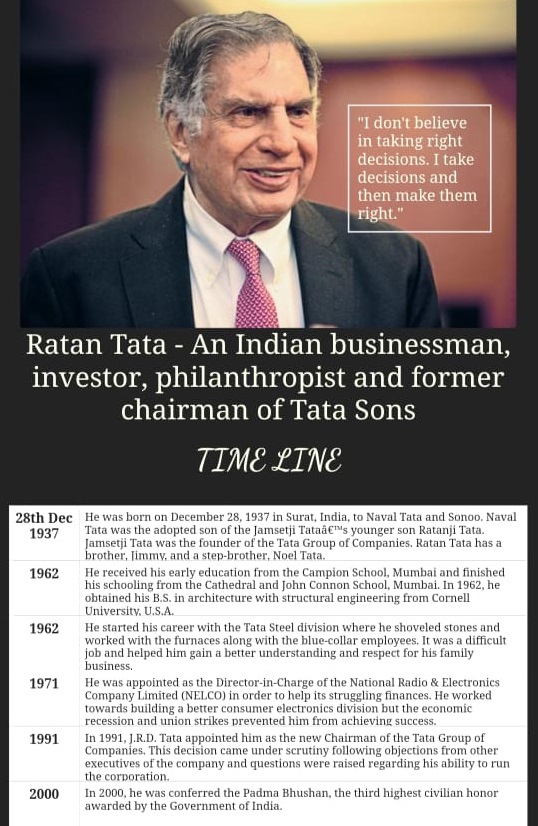 "I don't believe
in taking right
decisions. I take
decisions and
then make them
right."
Ratan Tata - An Indian businessman,
investor, philanthropist and former
chairman of Tata Sons
TIME LINE
28th Dec
1937
He was born on December 28, 1937 in Surat, India, to Naval Tata and Sonoo. Naval
Tata was the adopted son of the Jamsetji Tataâ€™s younger son Ratanji Tata.
Jamsetji Tata was the founder of the Tata Group of Companies. Ratan Tata has a
brother, Jimmy, and a step-brother, Noel Tata.
1962
He received his early education from the Campion School, Mumbai and finished
his schooling from the Cathedral and John Connon School, Mumbai. In 1962, he
obtained his B.S. in architecture with structural engineering from Cornell
University, U.S.A.
1962
He started his career with the Tata Steel division where he shoveled stones and
worked with the furnaces along with the blue-collar employees. It was a difficult
job and helped him gain a better understanding and respect for his family
business.
1971
He was appointed as the Director-in-Charge of the National Radio & Electronics
Company Limited (NELCO) in order to help its struggling finances. He worked
towards building a better consumer electronics division but the economic
recession and union strikes prevented him from achieving success.
1991
In 1991, J.R.D. Tata appointed him as the new Chairman of the Tata Group of
Companies. This decision came under scrutiny following objections from other
executives of the company and questions were raised regarding his ability to run
the corporation.
2000
In 2000, he was conferred the Padma Bhushan, the third highest civilian honor
awarded by the Government of India.